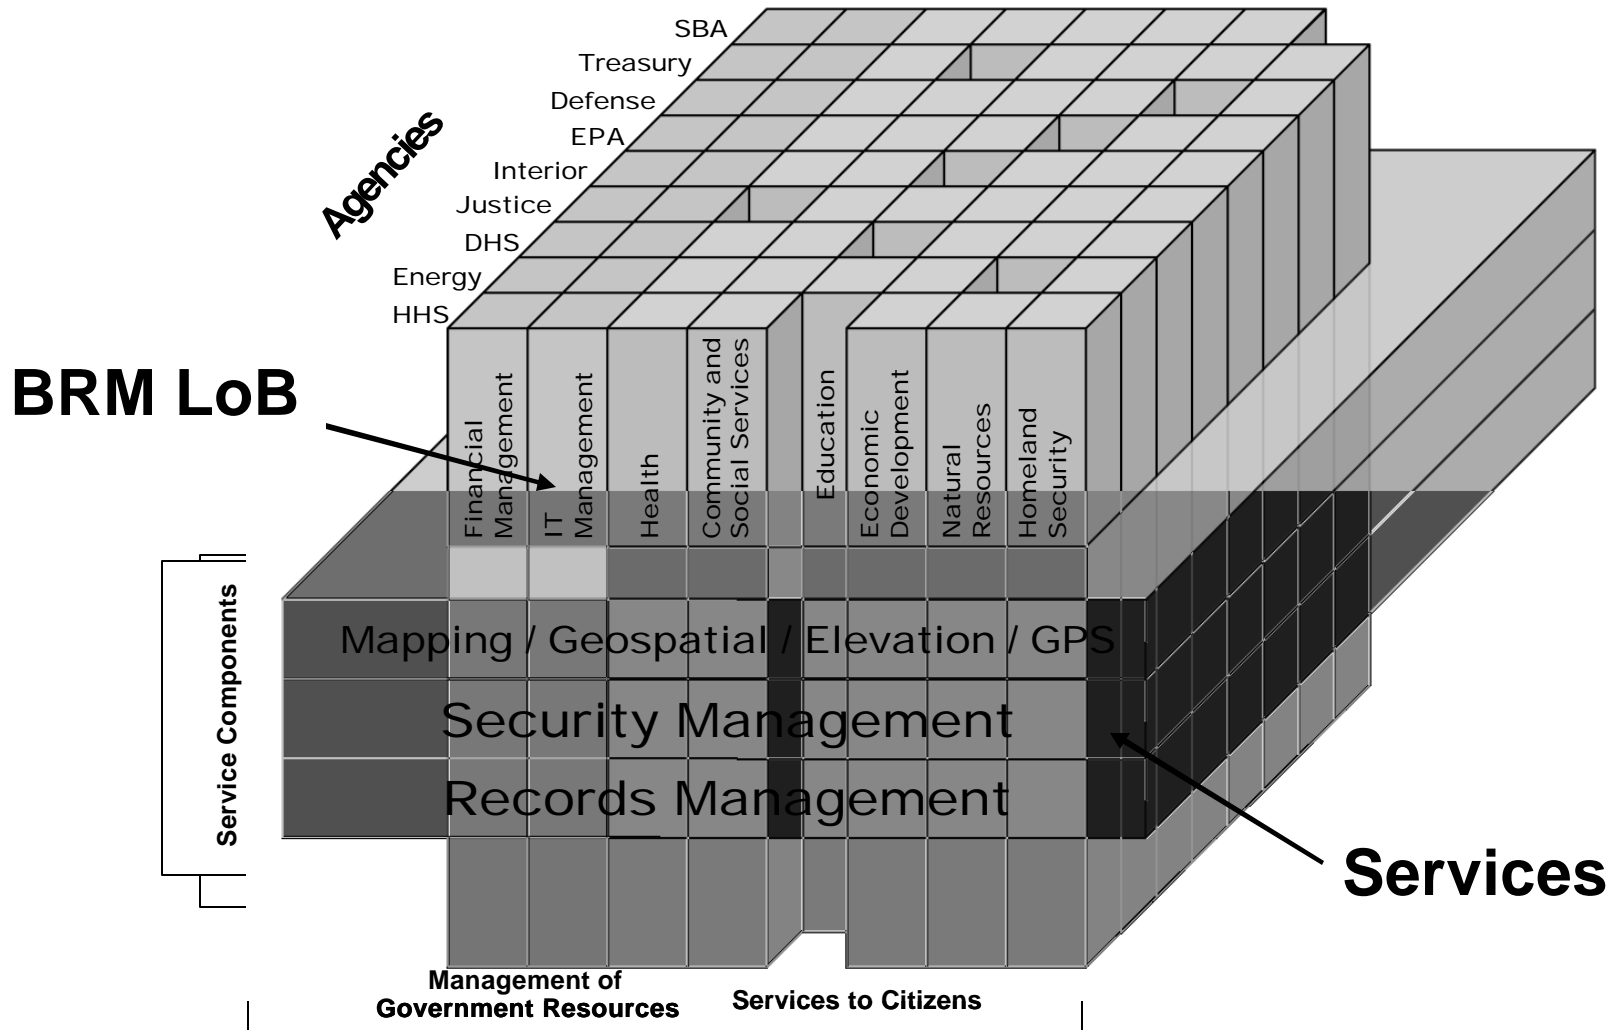 SBA
Treasury
Defense
EPA
Interior
Justice
DHS
Energy
HHS
Agencies
BRM LoB
Financial
Management
IT
Management
Health
Community and
Social Services
Education
Economic
Development
Natural
Resources
Homeland
Security
Service Components
Mapping / Geospatial / Elevation / GPS
Security Management
Records Management
Services
Management of
Government Resources
Services to Citizens